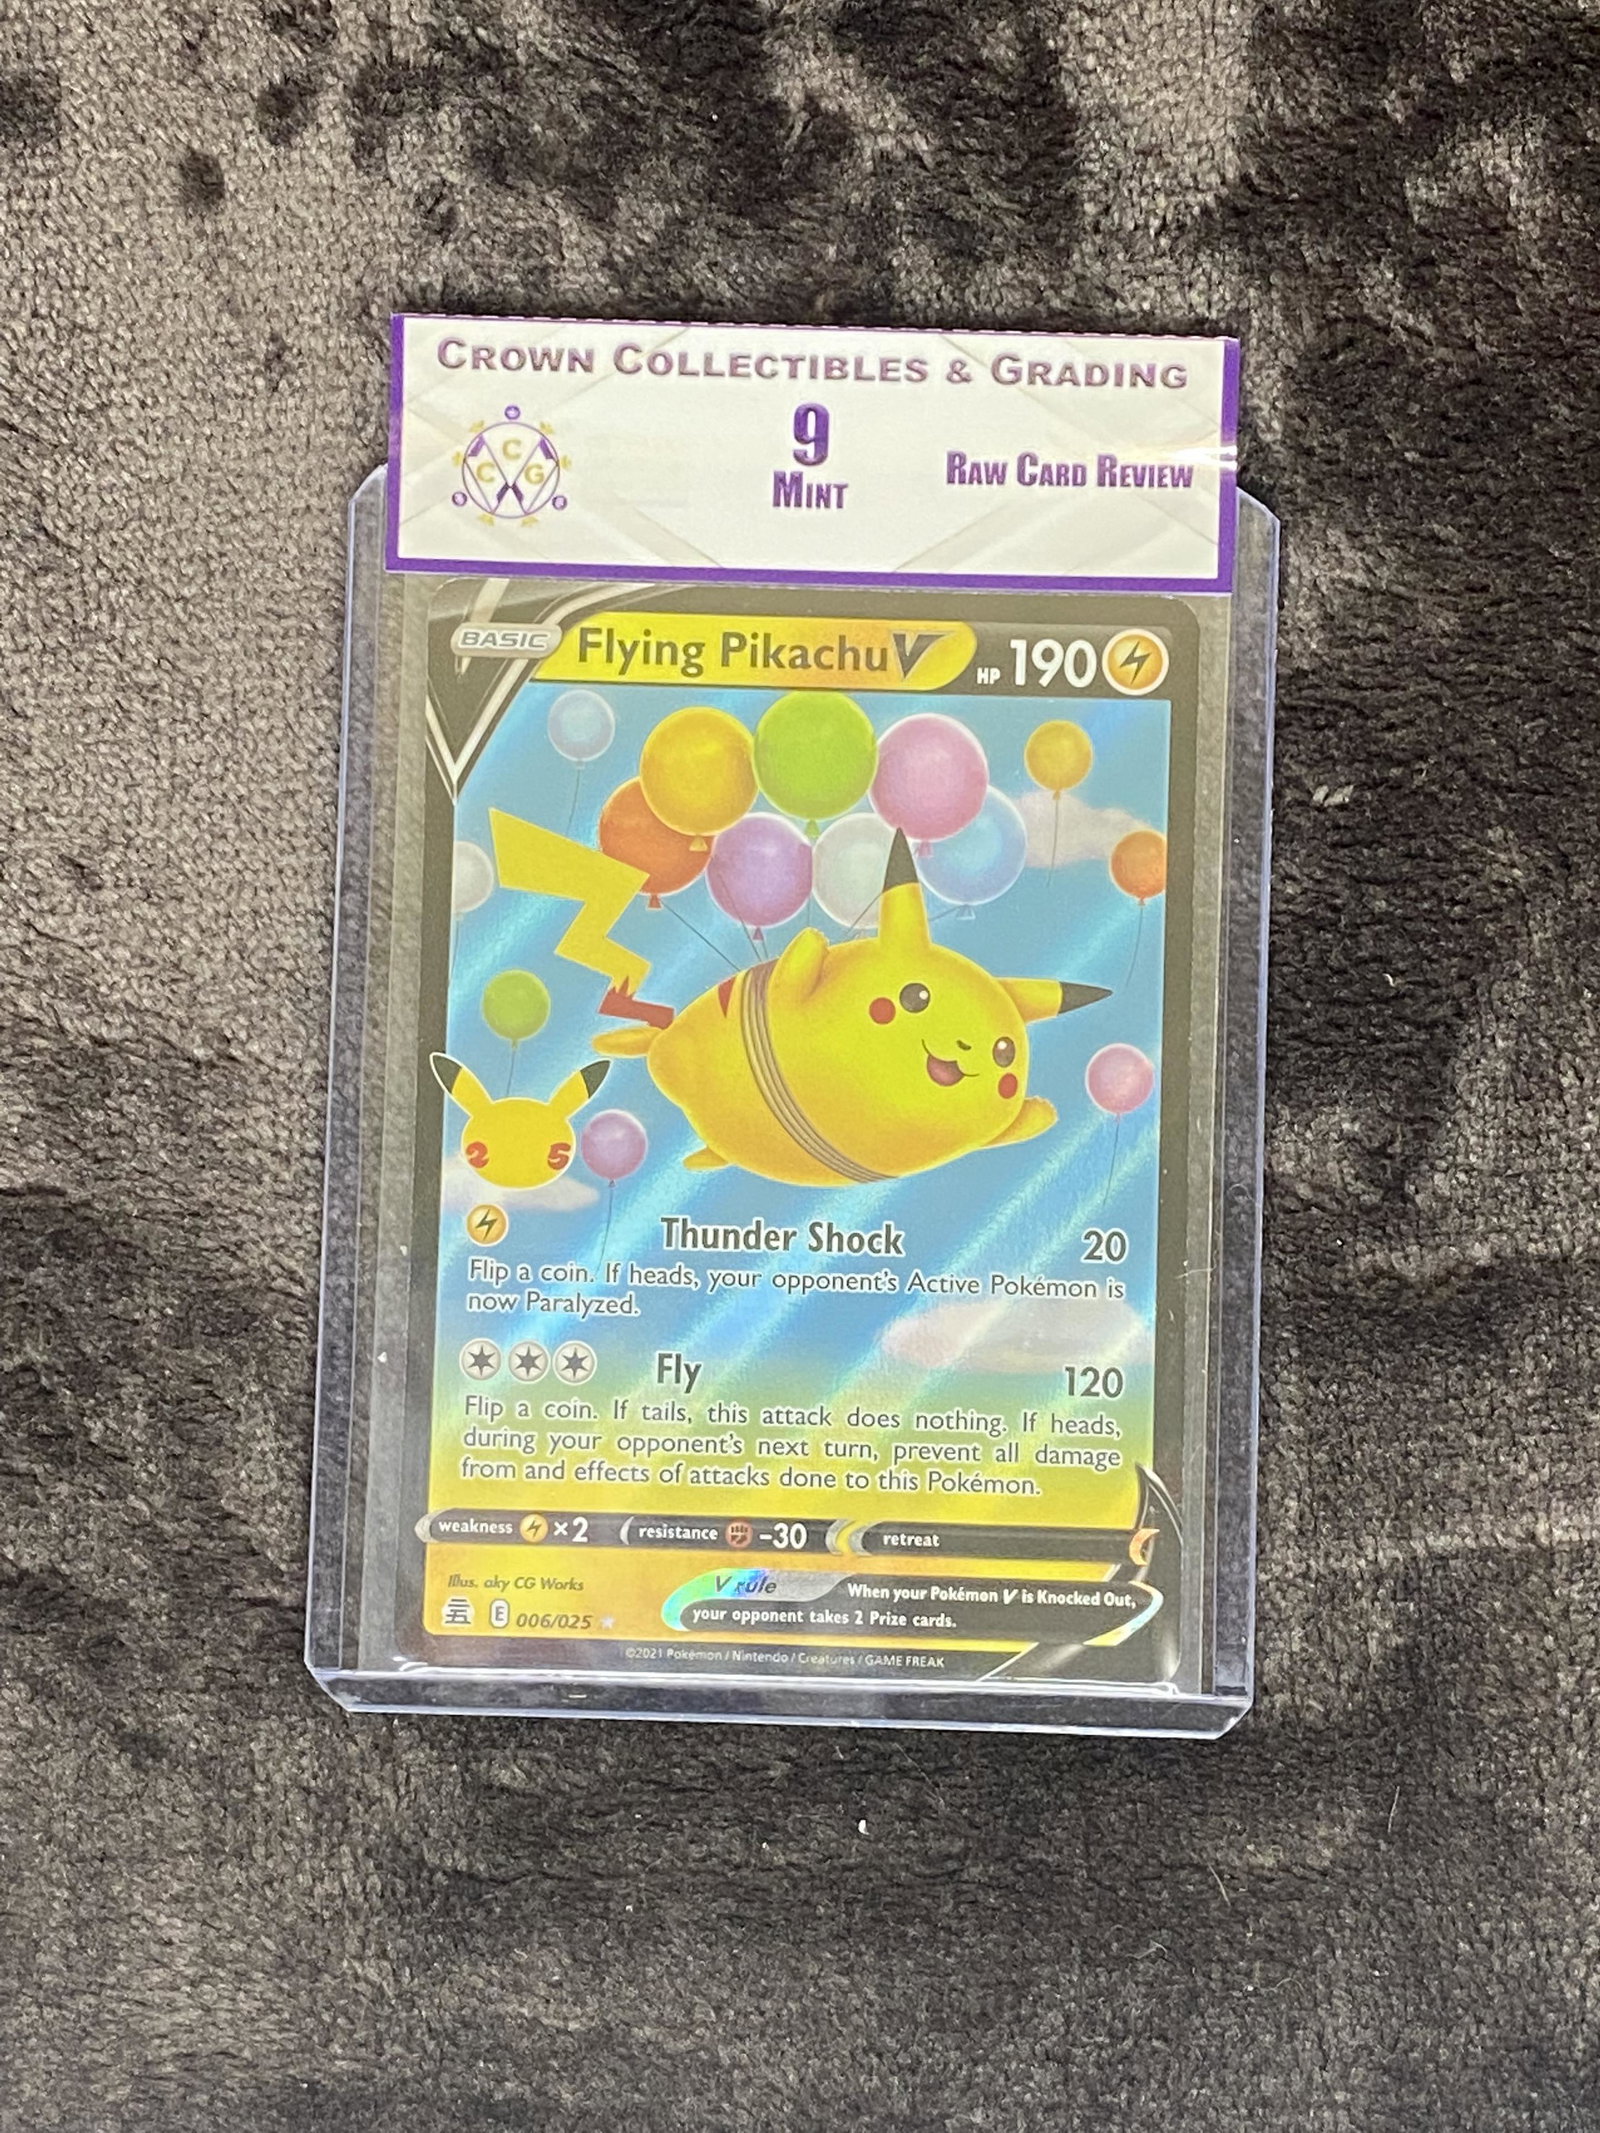 CROWN COLLECTIBLES & GRADING
C
C G
9
MINT
RAW CARD REVIEW
BASIC Flying Pikachu V HP 190
2 5
Thunder Shock 20
Flip a coin. If heads, your opponent's Active Pokémon is
now Paralyzed.
Fly 120
Flip a coin. If tails, this attack does nothing. If heads,
during your opponent's next turn, prevent all damage
from and effects of attacks done to this Pokémon.
weakness ×2 resistance -30 retreat
Illus. aky CG Works
E 006/025
V rule
When your Pokémon V is Knocked Out,
your opponent takes 2 Prize cards.
©2021 Pokémon / Nintendo / Creatures / GAME FREAK